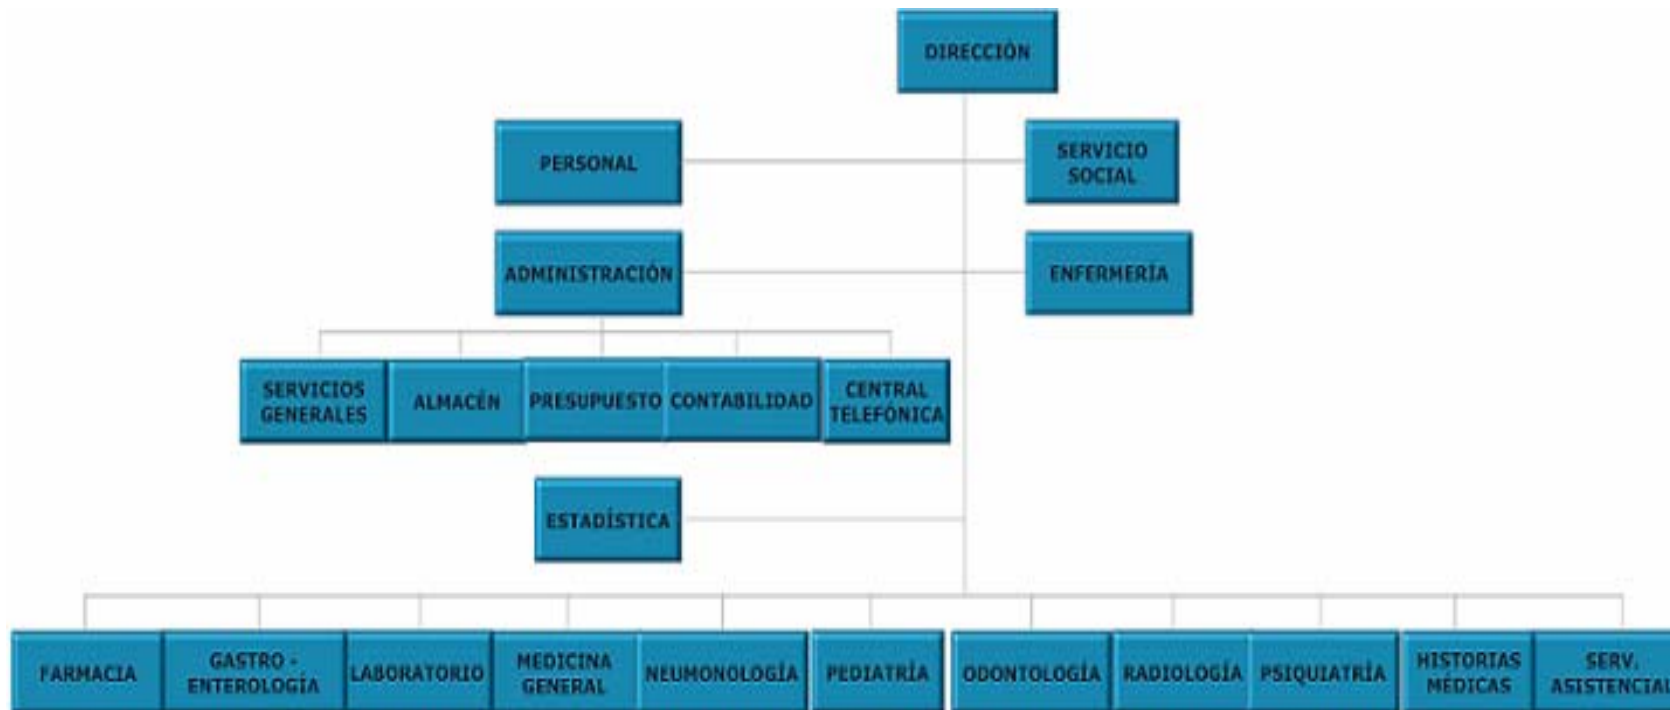 DIRECCIÓN
PERSONAL
SERVICIO
SOCIAL
ADMINISTRACIÓN
ENFERMERÍA
SERVICIOS
GENERALES
ALMACÉN
PRESUPUESTO
CONTABILIDAD
CENTRAL
TELEFÓNICA
ESTADÍSTICA
FARMACIA
GASTRO -
ENTEROLOGÍA
LABORATORIO
MEDICINA
GENERAL
NEUMONOLOGÍA
PEDIATRÍA
ODONTOLOGÍA
RADIOLOGÍA
PSIQUIATRÍA
HISTORIAS
MÉDICAS
SERV.
ASISTENCIAL